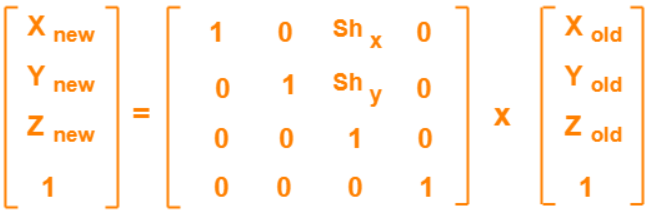 X new 1 0 Sh x 0 X old
Y new 0 1 Sh y 0 Y old
Z new = 0 0 1 0 x Z old
1 0 0 0 1 1